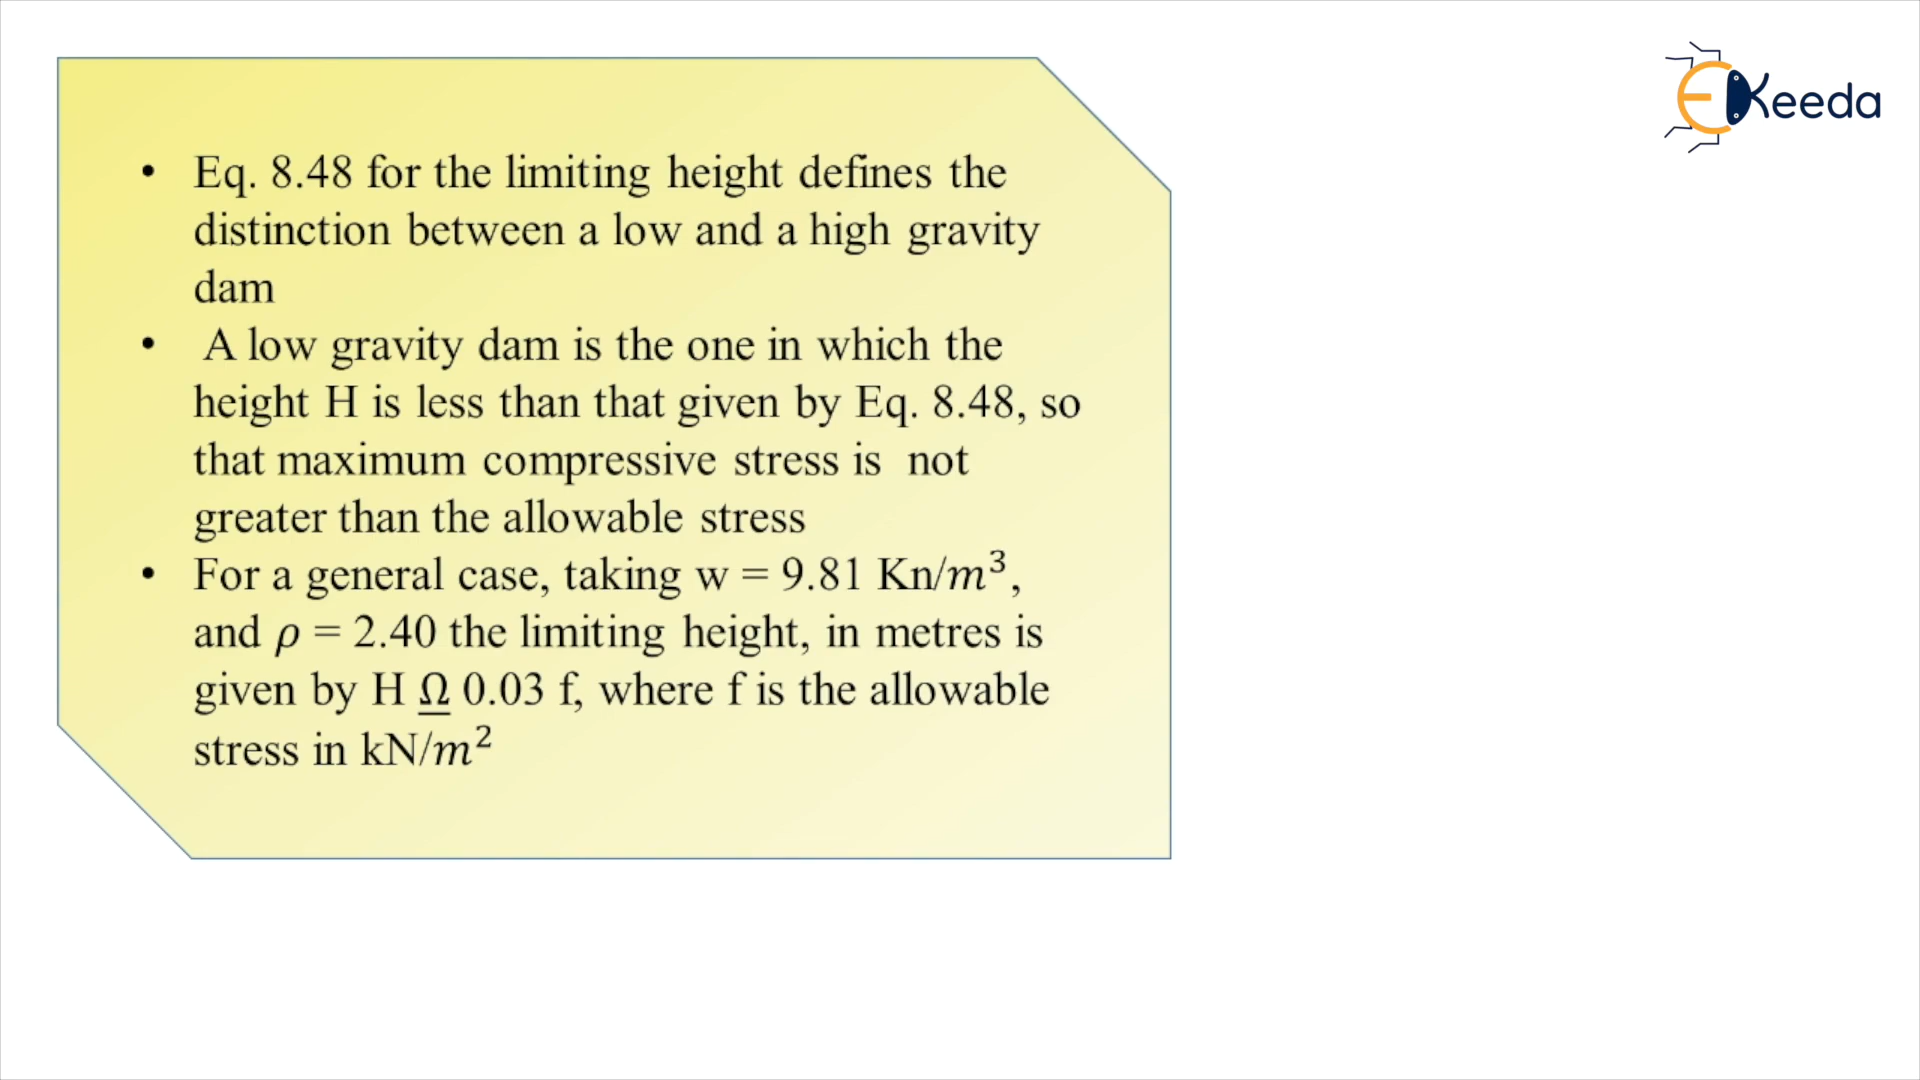 EKeeda
• Eq. 8.48 for the limiting height defines the
distinction between a low and a high gravity
dam
• A low gravity dam is the one in which the
height H is less than that given by Eq. 8.48, so
that maximum compressive stress is not
greater than the allowable stress
• For a general case, taking w = 9.81 Kn/m³,
and ρ = 2.40 the limiting height, in metres is
given by H Ω̲ 0.03 f, where f is the allowable
stress in kN/m²